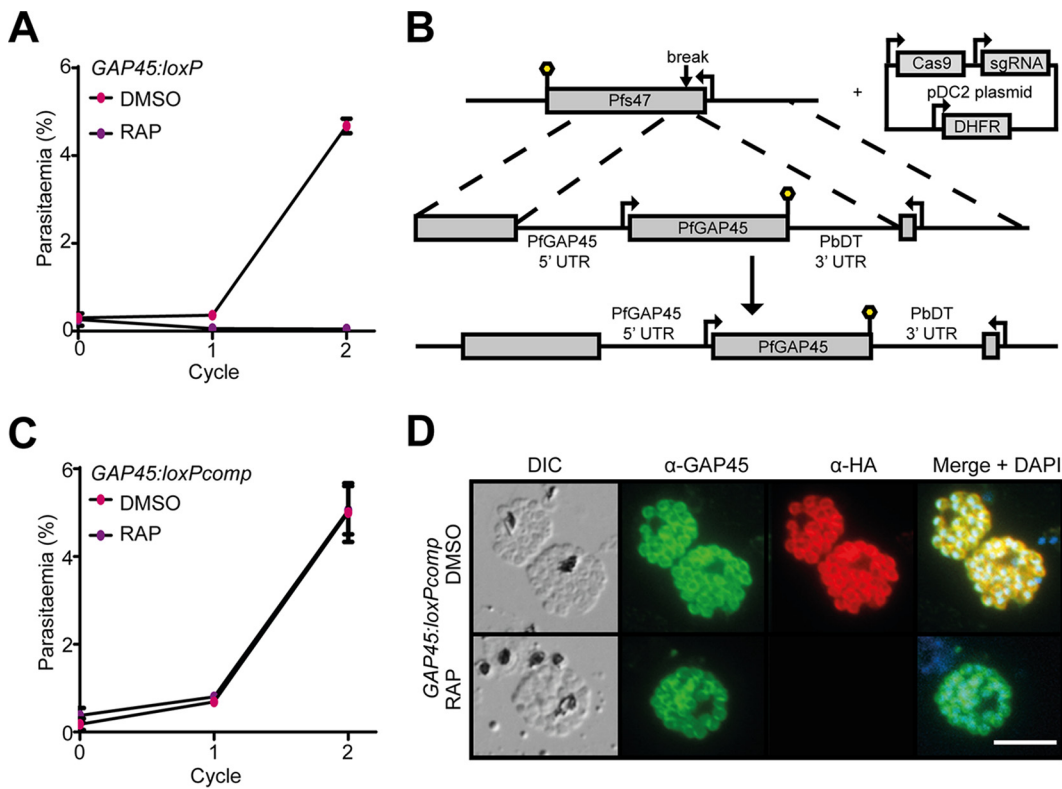 A
GAP45:loxP
DMSO
RAP
Parasitaemia (%)
6
4
2
0
0 1 2
Cycle
B
break
Pfs47
+
Cas9 sgRNA
pDC2 plasmid
DHFR
PfGAP45
PfGAP45
5' UTR
PbDT
3' UTR
PfGAP45
5' UTR
PbDT
3' UTR
PfGAP45
C
GAP45:loxPcomp
DMSO
RAP
Parasitaemia (%)
6
4
2
0
0 1 2
Cycle
D
DIC α-GAP45 α-HA Merge + DAPI
GAP45:loxPcomp
DMSO
RAP